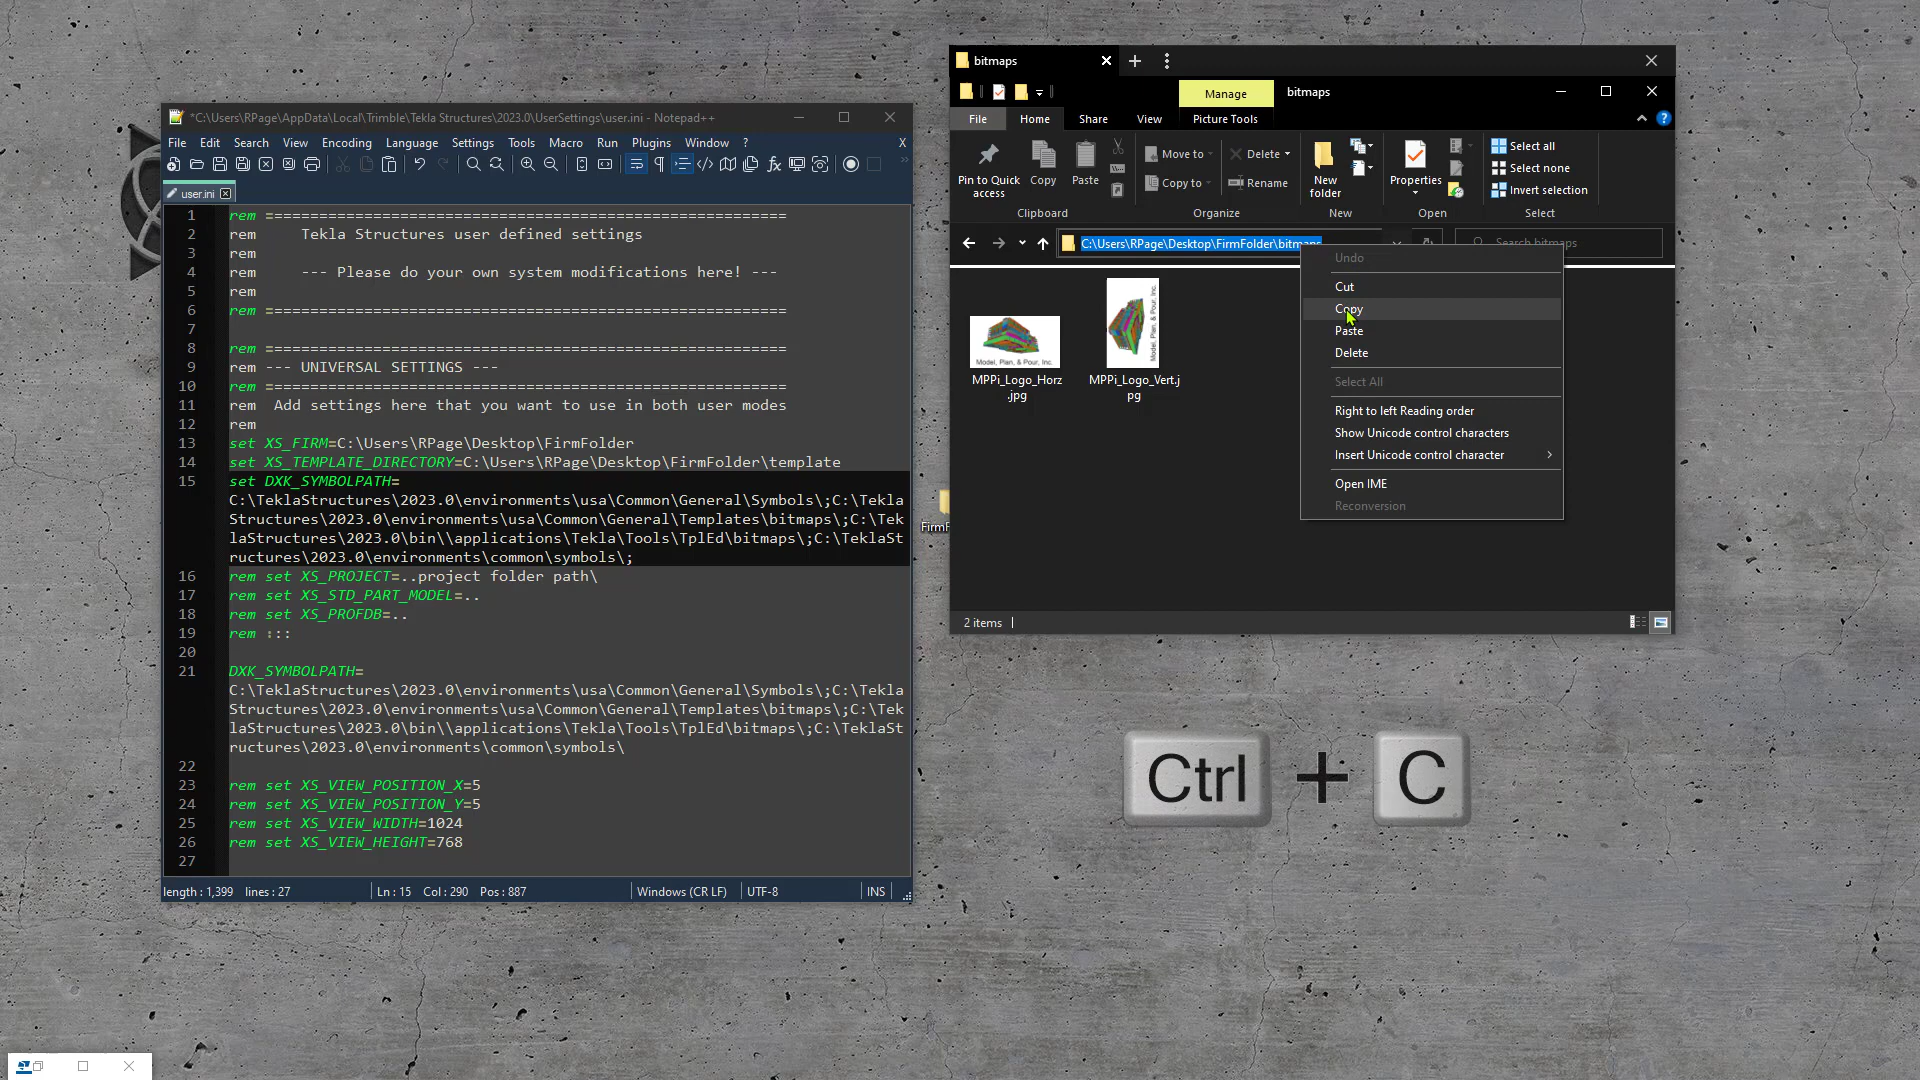 *C:\Users\RPage\AppData\Local\Trimble\Tekla Structures\2023.0\UserSettings\user.ini - Notepad++
File Edit Search View Encoding Language Settings Tools Macro Run Plugins Window ? X
user.ini
1 rem ==========================================================
2 rem Tekla Structures user defined settings
3 rem
4 rem --- Please do your own system modifications here! ---
5 rem
6 rem ==========================================================
7
8 rem ==========================================================
9 rem --- UNIVERSAL SETTINGS ---
10 rem ==========================================================
11 rem Add settings here that you want to use in both user modes
12 rem
13 set XS_FIRM=C:\Users\RPage\Desktop\FirmFolder
14 set XS_TEMPLATE_DIRECTORY=C:\Users\RPage\Desktop\FirmFolder\template
15 set DXK_SYMBOLPATH=
C:\TeklaStructures\2023.0\environments\usa\Common\General\Symbols\;C:\Tekla
Structures\2023.0\environments\usa\Common\General\Templates\bitmaps\;C:\Tek
laStructures\2023.0\bin\\applications\Tekla\Tools\TplEd\bitmaps\;C:\TeklaSt
ructures\2023.0\environments\common\symbols\;
16 rem set XS_PROJECT=..project folder path\
17 rem set XS_STD_PART_MODEL=..
18 rem set XS_PROFDB=..
19 rem :::
20
21 DXK_SYMBOLPATH=
C:\TeklaStructures\2023.0\environments\usa\Common\General\Symbols\;C:\Tekla
Structures\2023.0\environments\usa\Common\General\Templates\bitmaps\;C:\Tek
laStructures\2023.0\bin\\applications\Tekla\Tools\TplEd\bitmaps\;C:\TeklaSt
ructures\2023.0\environments\common\symbols\
22
23 rem set XS_VIEW_POSITION_X=5
24 rem set XS_VIEW_POSITION_Y=5
25 rem set XS_VIEW_WIDTH=1024
26 rem set XS_VIEW_HEIGHT=768
27
length : 1,399 lines : 27 Ln : 15 Col : 290 Pos : 887 Windows (CR LF) UTF-8 INS
bitmaps
Manage bitmaps
File Home Share View Picture Tools
Pin to Quick access
Copy
Paste
Clipboard
Move to
Copy to
Delete
Rename
Organize
New folder
New
Properties
Open
Select all
Select none
Invert selection
Select
C:\Users\RPage\Desktop\FirmFolder\bitmaps
Search bitmaps
Model, Plan, & Pour, Inc.
MPPi_Logo_Horz
.jpg
Model, Plan, & Pour, Inc.
MPPi_Logo_Vert.j
pg
Undo
Cut
Copy
Paste
Delete
Select All
Right to left Reading order
Show Unicode control characters
Insert Unicode control character
Open IME
Reconversion
2 items
Ctrl + C